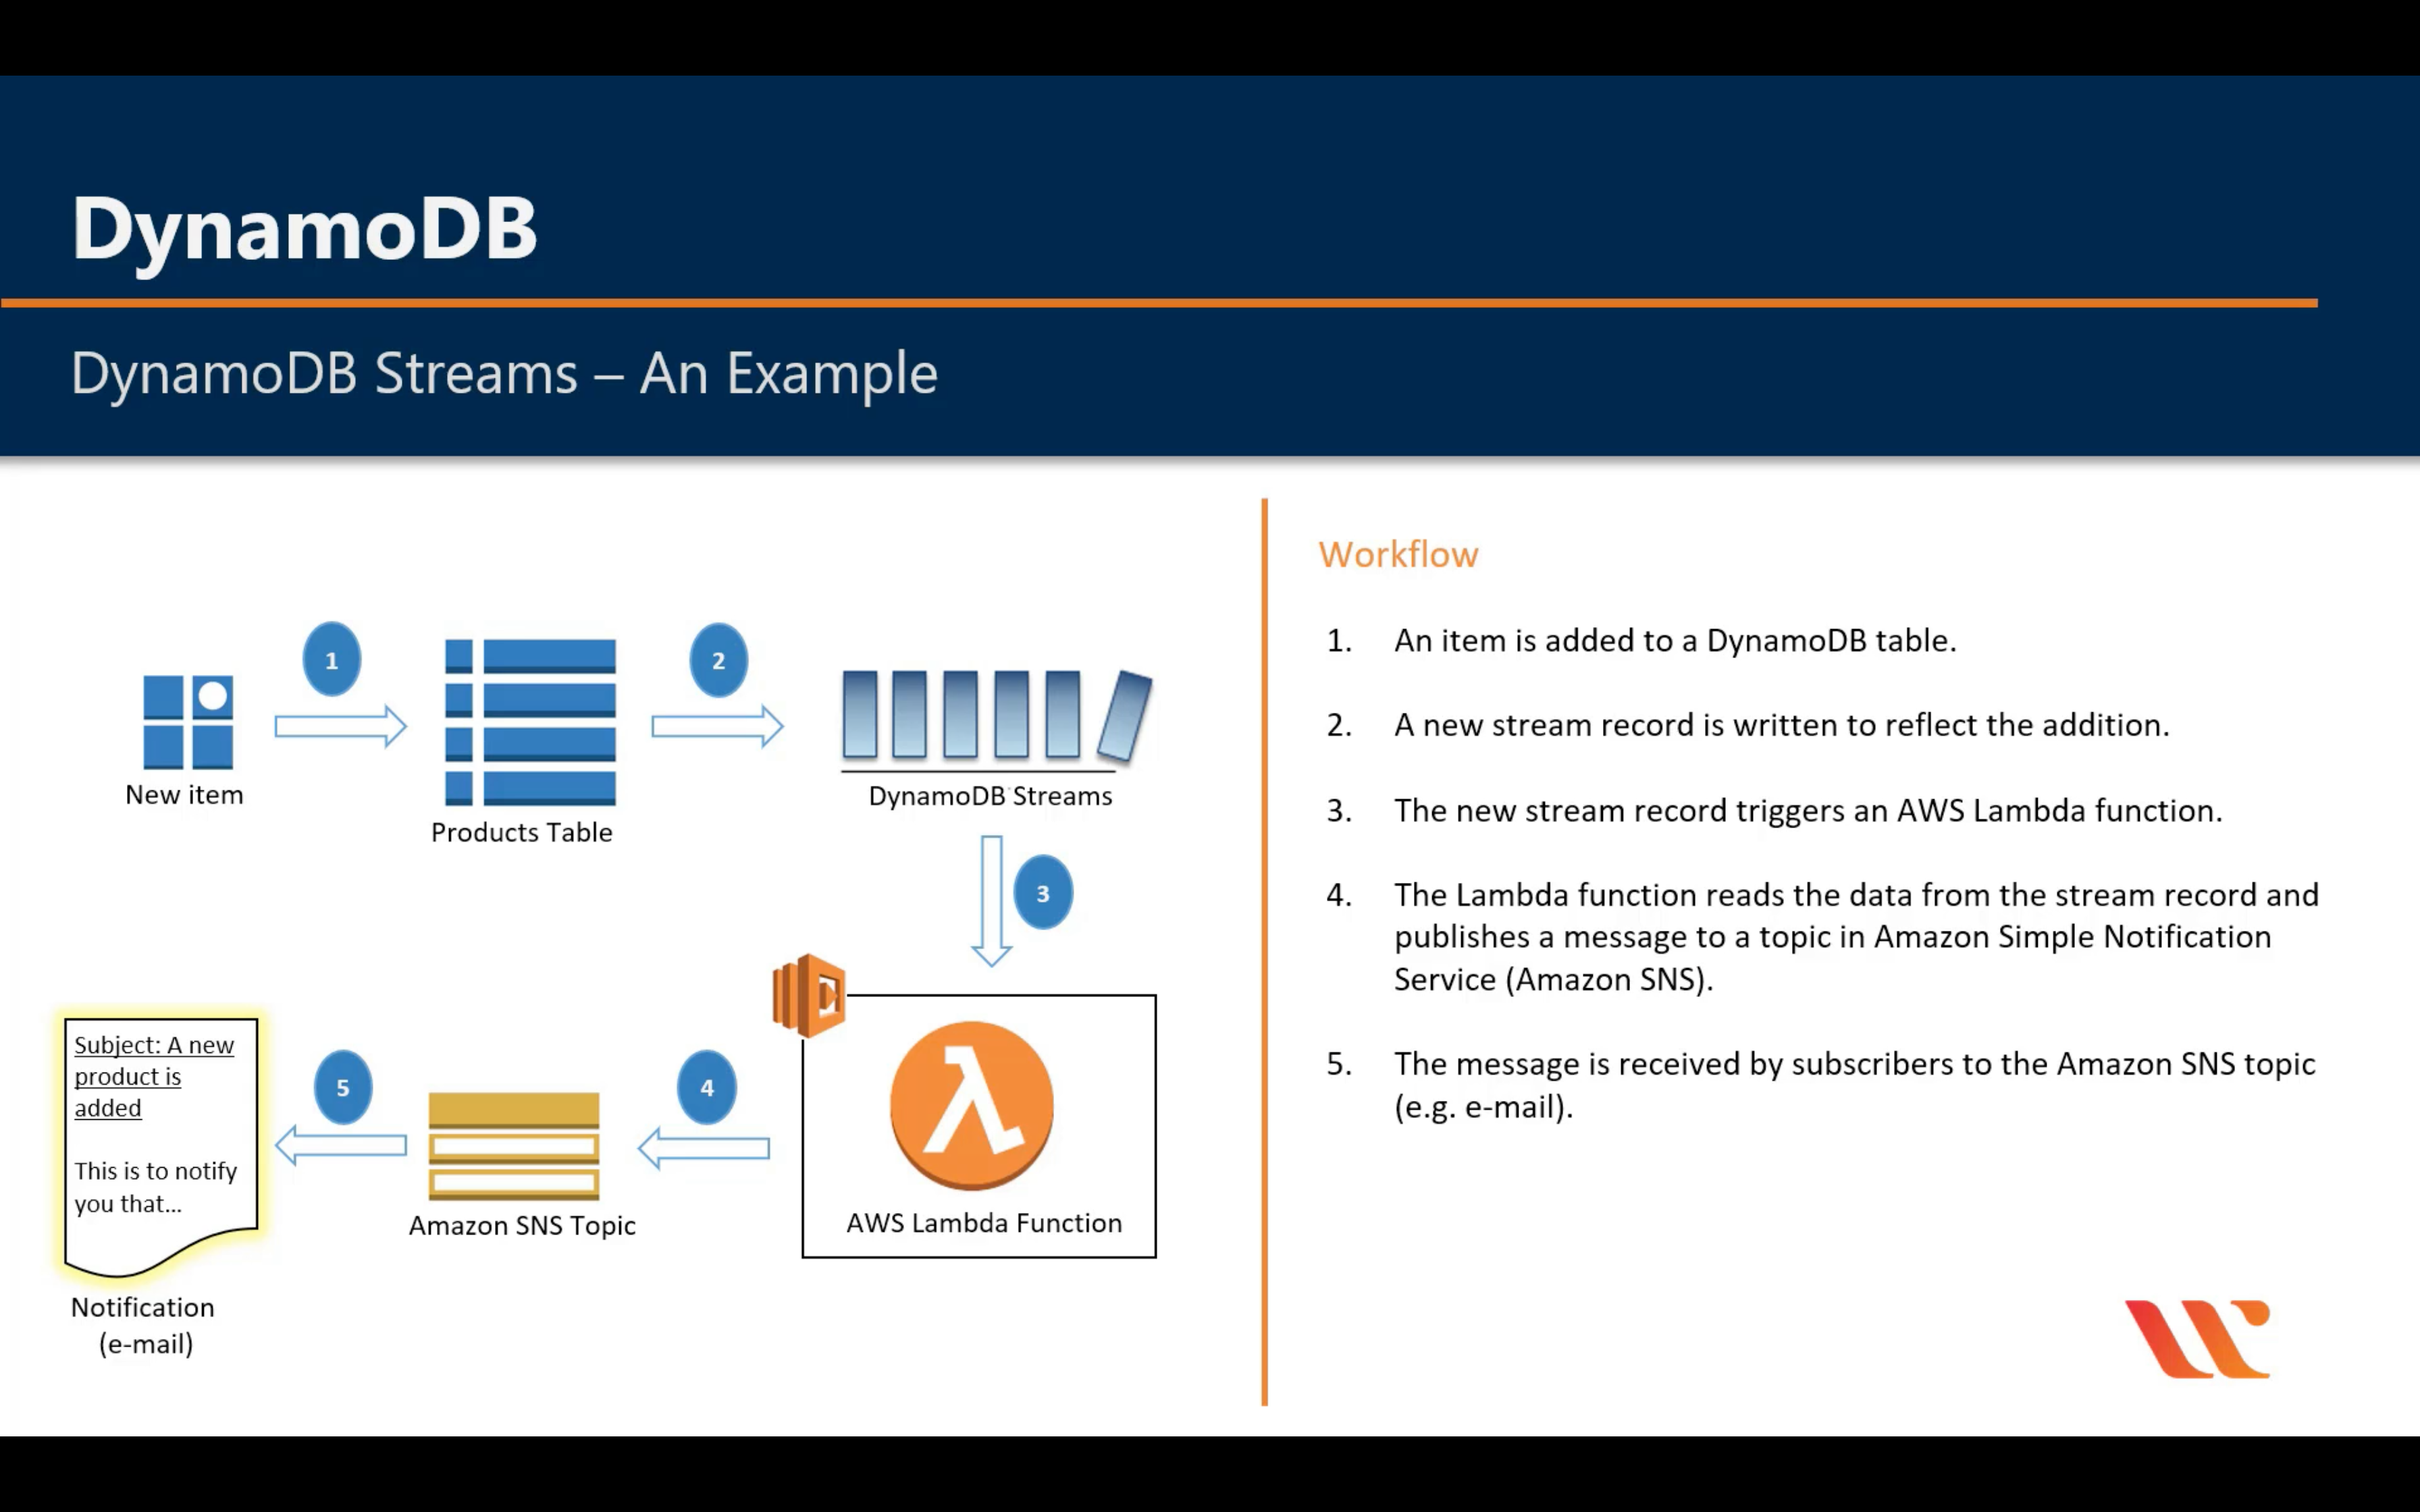 DynamoDB
DynamoDB Streams – An Example
1
2
New item
Products Table
DynamoDB Streams
3
Subject: A new
product is
added
This is to notify
you that...
5
4
Amazon SNS Topic
AWS Lambda Function
Notification
(e-mail)
Workflow
1. An item is added to a DynamoDB table.
2. A new stream record is written to reflect the addition.
3. The new stream record triggers an AWS Lambda function.
4. The Lambda function reads the data from the stream record and
publishes a message to a topic in Amazon Simple Notification
Service (Amazon SNS).
5. The message is received by subscribers to the Amazon SNS topic
(e.g. e-mail).